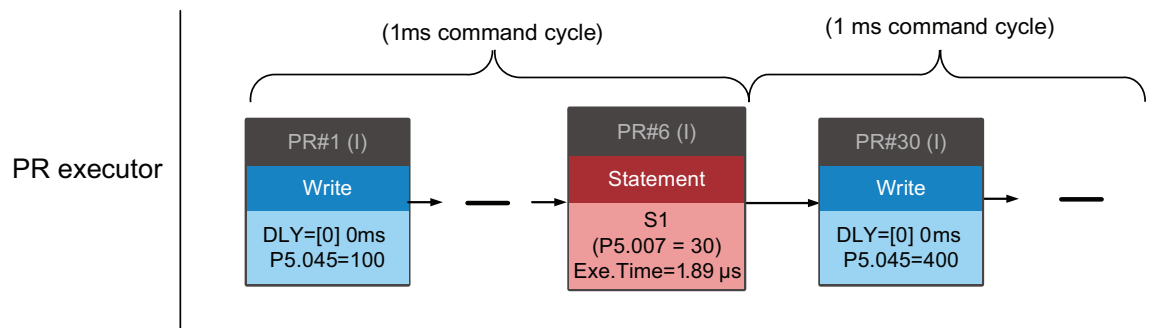 (1ms command cycle)
(1 ms command cycle)
PR executor
PR#1 (I)
Write
DLY=[0] 0ms
P5.045=100
PR#6 (I)
Statement
S1
(P5.007 = 30)
Exe.Time=1.89 µs
PR#30 (I)
Write
DLY=[0] 0ms
P5.045=400